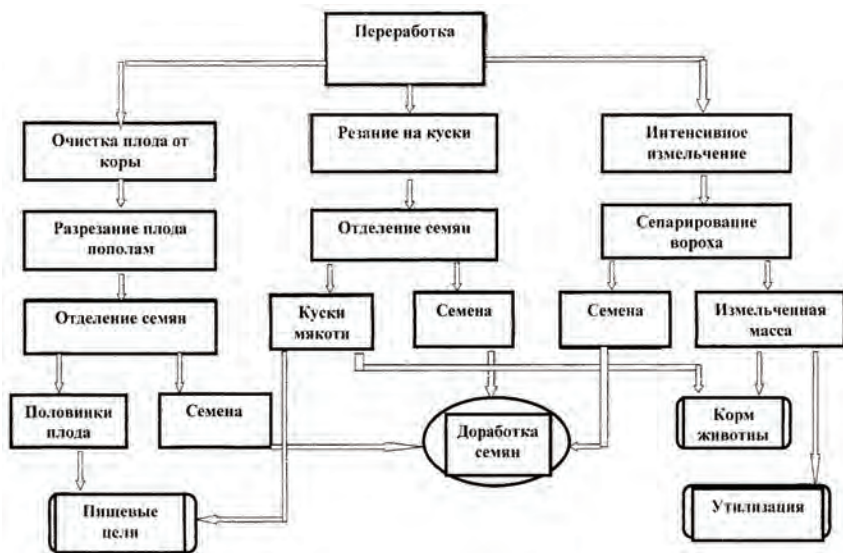 Переработка
Очистка плода от
коры
Резание на куски
Интенсивное
измельчение
Разрезание плода
пополам
Отделение семян
Сепарирование
вороха
Отделение семян
Куски
мякоти
Семена
Семена
Измельченная
масса
Половинки
плода
Семена
Доработка
семян
Корм
животны
Пищевые
цели
Утилизация